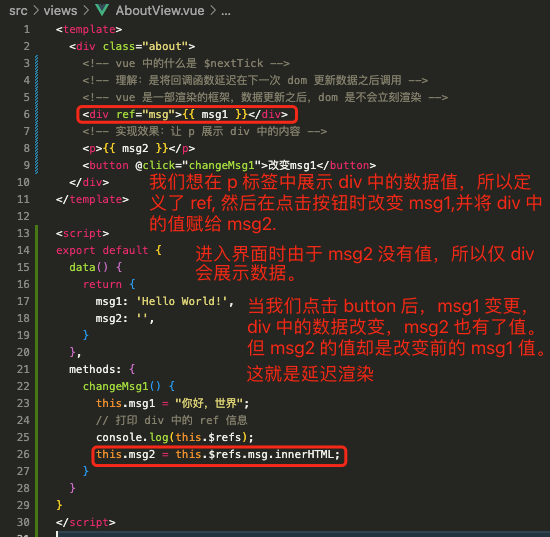 src > views > AboutView.vue > ...
1 <template>
2 <div class="about">
3 <!-- vue 中的什么是 $nextTick -->
4 <!-- 理解：是将回调函数延迟在下一次 dom 更新数据之后调用 -->
5 <!-- vue 是一部渲染的框架，数据更新之后，dom 是不会立刻渲染 -->
6 <div ref="msg">{{ msg1 }}</div>
7 <!-- 实现效果：让 p 展示 div 中的内容 -->
8 <p>{{ msg2 }}</p>
9 <button @click="changeMsg1">改变msg1</button>
10 </div>
11 </template>
我们想在 p 标签中展示 div 中的数据值，所以定
义了 ref, 然后在点击按钮时改变 msg1,并将 div 中
的值赋给 msg2.
12
13 <script>
14 export default {
15 data() {
16 return {
17 msg1: 'Hello World!',
18 msg2: '',
19 }
20 },
进入界面时由于 msg2 没有值，所以仅 div
会展示数据。
当我们点击 button 后，msg1 变更，
div 中的数据改变，msg2 也有了值。
但 msg2 的值却是改变前的 msg1 值。
这就是延迟渲染
21 methods: {
22 changeMsg1() {
23 this.msg1 = "你好，世界";
24 // 打印 div 中的 ref 信息
25 console.log(this.$refs);
26 this.msg2 = this.$refs.msg.innerHTML;
27 }
28 }
29 }
30 </script>
31